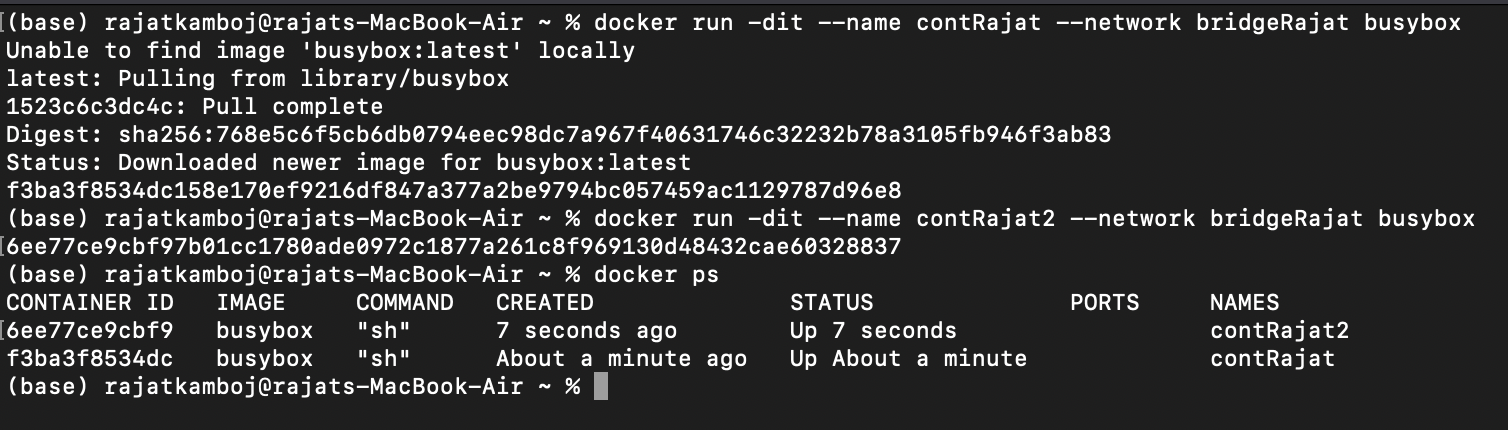 (base) rajatkamboj@rajats-MacBook-Air ~ % docker run -dit --name contRajat --network bridgeRajat busybox
Unable to find image 'busybox:latest' locally
latest: Pulling from library/busybox
1523c6c3dc4c: Pull complete
Digest: sha256:768e5c6f5cb6db0794eec98dc7a967f40631746c32232b78a3105fb946f3ab83
Status: Downloaded newer image for busybox:latest
f3ba3f8534dc158e170ef9216df847a377a2be9794bc057459ac1129787d96e8
(base) rajatkamboj@rajats-MacBook-Air ~ % docker run -dit --name contRajat2 --network bridgeRajat busybox
6ee77ce9cbf97b01cc1780ade0972c1877a261c8f969130d48432cae60328837
(base) rajatkamboj@rajats-MacBook-Air ~ % docker ps
CONTAINER ID   IMAGE     COMMAND   CREATED              STATUS              PORTS     NAMES
6ee77ce9cbf9   busybox   "sh"      7 seconds ago        Up 7 seconds                  contRajat2
f3ba3f8534dc   busybox   "sh"      About a minute ago   Up About a minute             contRajat
(base) rajatkamboj@rajats-MacBook-Air ~ %